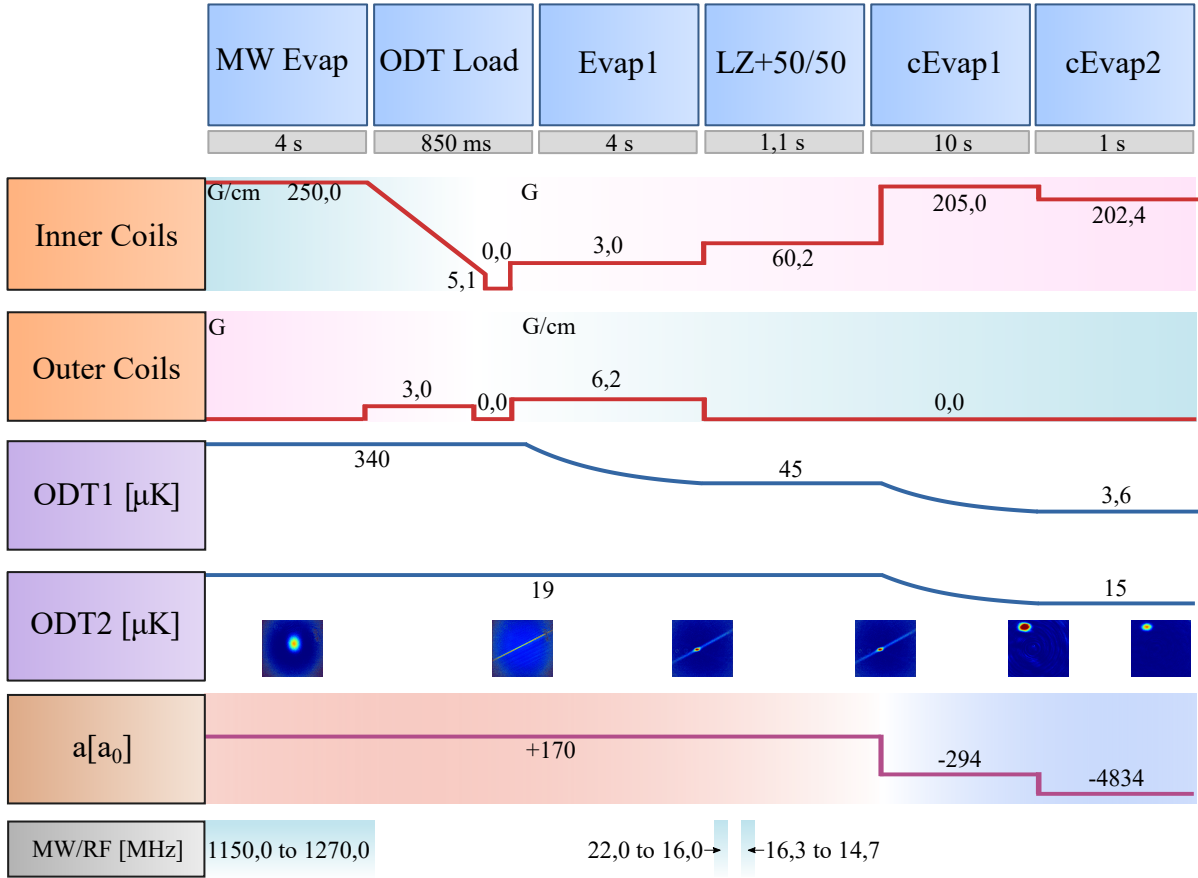 MW Evap
ODT Load
Evap1
LZ+50/50
cEvap1
cEvap2
4 s
850 ms
4 s
1,1 s
10 s
1 s
Inner Coils
G/cm
250,0
5,1
0,0
G
3,0
60,2
205,0
202,4
Outer Coils
G
3,0
0,0
G/cm
6,2
0,0
ODT1 [μK]
340
45
3,6
ODT2 [μK]
19
15
a[a₀]
+170
-294
-4834
MW/RF [MHz]
1150,0 to 1270,0
22,0 to 16,0
16,3 to 14,7